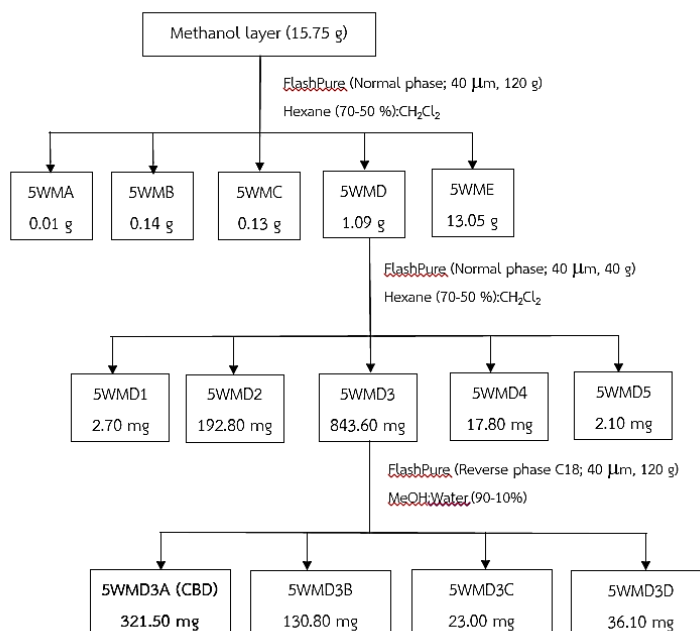 Methanol layer (15.75 g)
FlashPure (Normal phase; 40 μm, 120 g)
Hexane (70-50 %):CH₂Cl₂
5WMA
0.01 g
5WMB
0.14 g
5WMC
0.13 g
5WMD
1.09 g
5WME
13.05 g
FlashPure (Normal phase; 40 μm, 40 g)
Hexane (70-50 %):CH₂Cl₂
5WMD1
2.70 mg
5WMD2
192.80 mg
5WMD3
843.60 mg
5WMD4
17.80 mg
5WMD5
2.10 mg
FlashPure (Reverse phase C18; 40 μm, 120 g)
MeOH:Water (90-10%)
5WMD3A (CBD)
321.50 mg
5WMD3B
130.80 mg
5WMD3C
23.00 mg
5WMD3D
36.10 mg